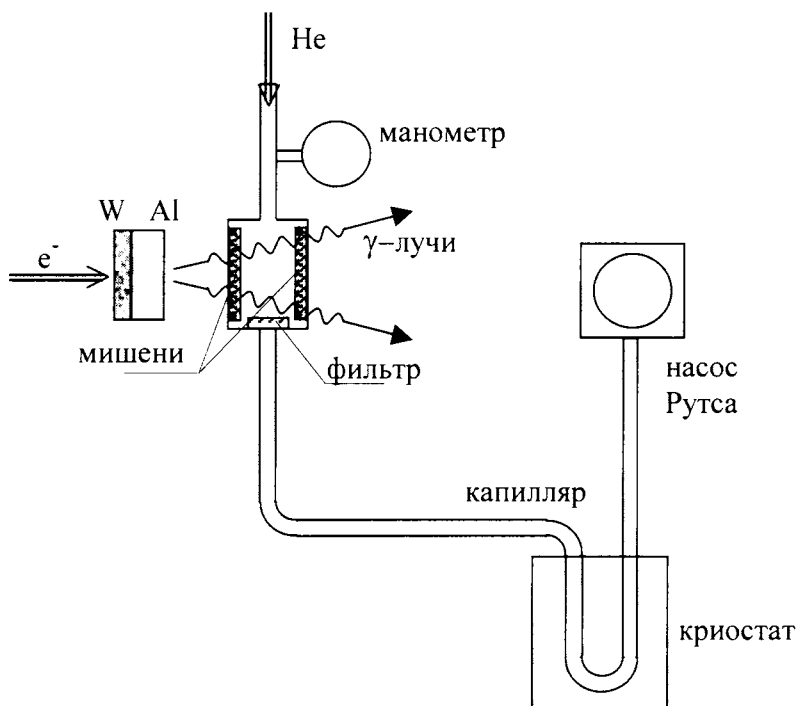 He
манометр
W Al
γ–лучи
e-
мишени
фильтр
насос
Рутса
капилляр
криостат